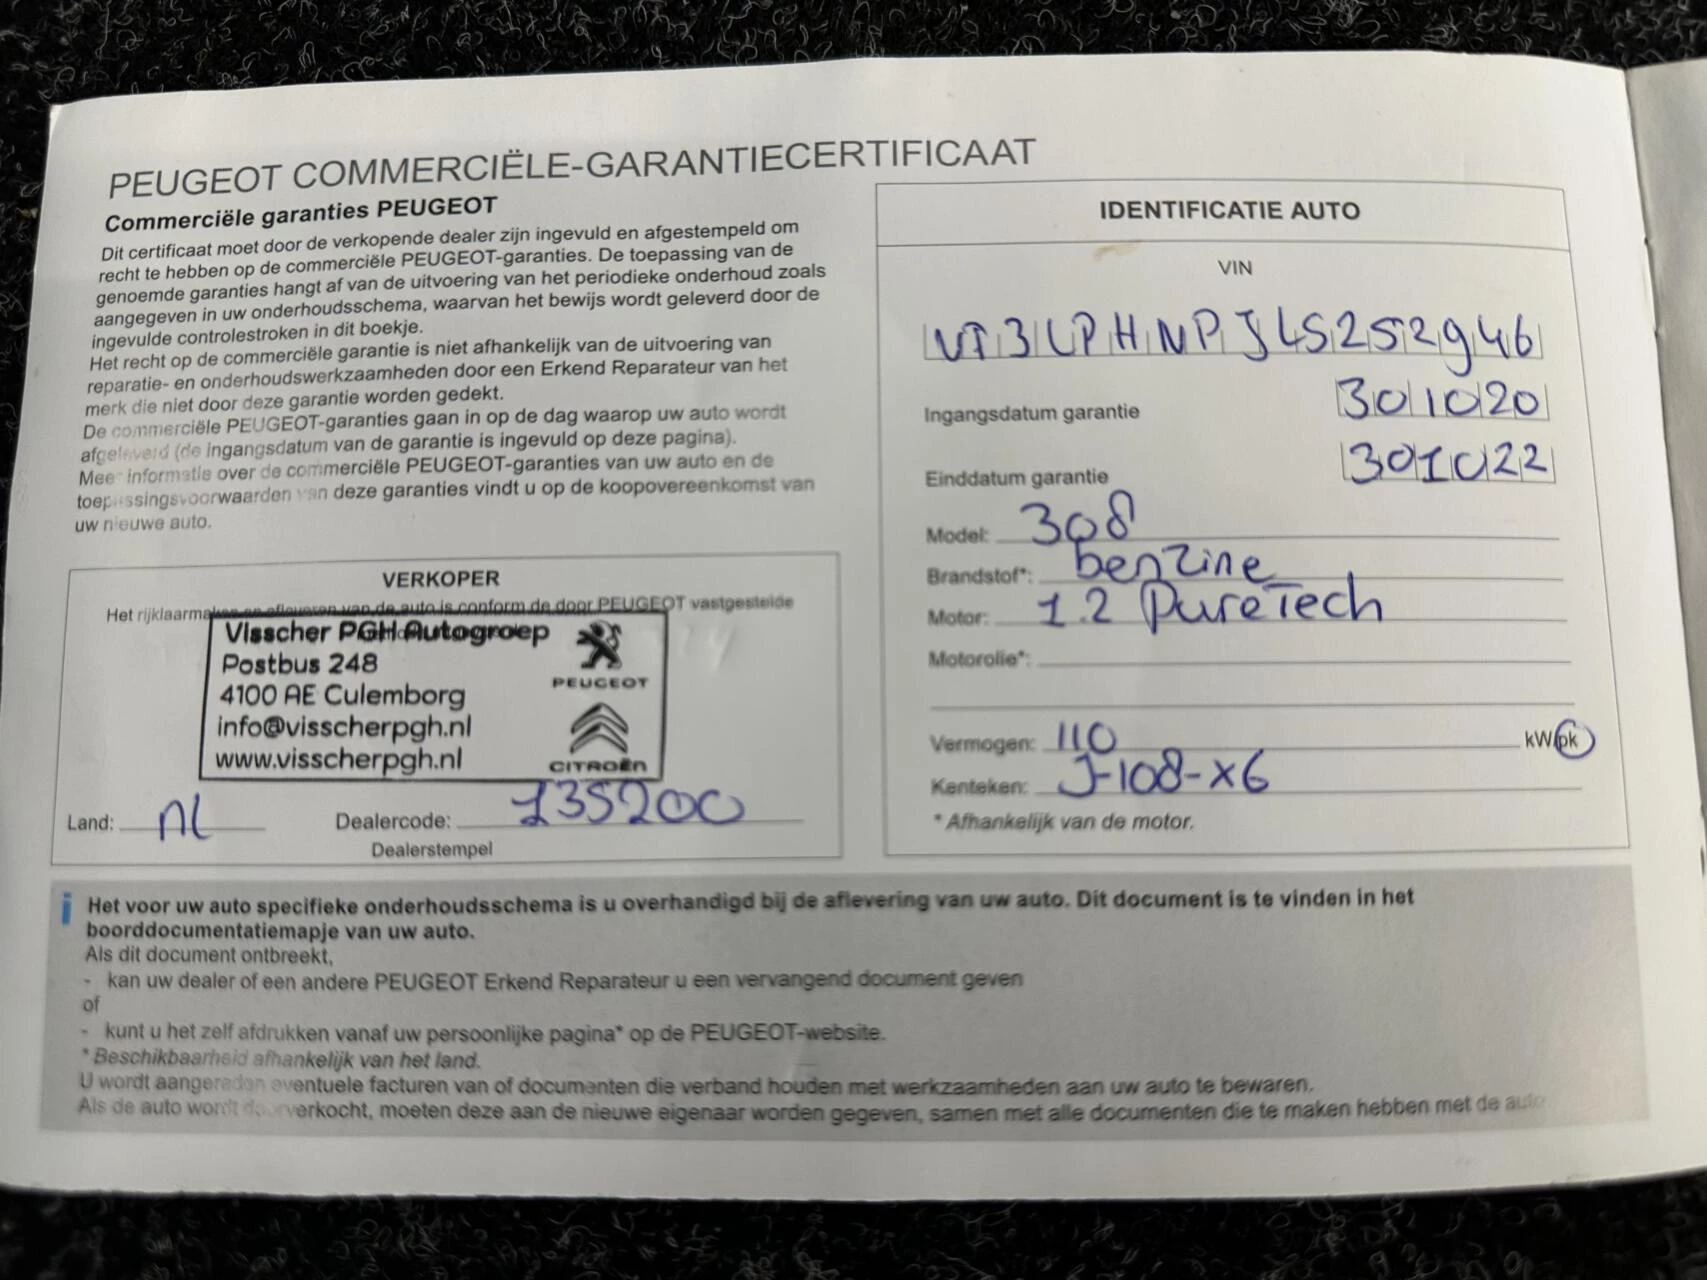 PEUGEOT COMMERCIËLE-GARANTIECERTIFICAAT
Commerciële garanties PEUGEOT
Dit certificaat moet door de verkopende dealer zijn ingevuld en afgestempeld om
recht te hebben op de commerciële PEUGEOT-garanties. De toepassing van de
genoemde garanties hangt af van de uitvoering van het periodieke onderhoud zoals
aangegeven in uw onderhoudsschema, waarvan het bewijs wordt geleverd door de
ingevulde controlestroken in dit boekje.
Het recht op de commerciële garantie is niet afhankelijk van de uitvoering van
reparatie- en onderhoudswerkzaamheden door een Erkend Reparateur van het
merk die niet door deze garantie worden gedekt.
De commerciële PEUGEOT-garanties gaan in op de dag waarop uw auto wordt
afgeleverd (de ingangsdatum van de garantie is ingevuld op deze pagina).
Meer informatie over de commerciële PEUGEOT-garanties van uw auto en de
toepassingsvoorwaarden van deze garanties vindt u op de koopovereenkomst van
uw nieuwe auto.
VERKOPER
Het rijklaarmaken en afleveren van de auto is conform de door PEUGEOT vastgestelde
Visscher PGH Autogroep
Postbus 248
4100 AE Culemborg
info@visscherpgh.nl
www.visscherpgh.nl
PEUGEOT
CITROËN
Land: nl Dealercode: 135200
Dealerstempel
IDENTIFICATIE AUTO
VIN
VF3LPHNPJLS252946
Ingangsdatum garantie 301020
Einddatum garantie 301022
Model: 308
Brandstof*: benzine
Motor: 1.2 PureTech
Motorolie*:
Vermogen: 110 kW/pk
Kenteken: J-108-X6
* Afhankelijk van de motor.
i Het voor uw auto specifieke onderhoudsschema is u overhandigd bij de aflevering van uw auto. Dit document is te vinden in het
boorddocumentatiemapje van uw auto.
Als dit document ontbreekt,
- kan uw dealer of een andere PEUGEOT Erkend Reparateur u een vervangend document geven
of
- kunt u het zelf afdrukken vanaf uw persoonlijke pagina* op de PEUGEOT-website.
* Beschikbaarheid afhankelijk van het land.
U wordt aangeraden eventuele facturen van of documenten die verband houden met werkzaamheden aan uw auto te bewaren.
Als de auto wordt doorverkocht, moeten deze aan de nieuwe eigenaar worden gegeven, samen met alle documenten die te maken hebben met de auto.